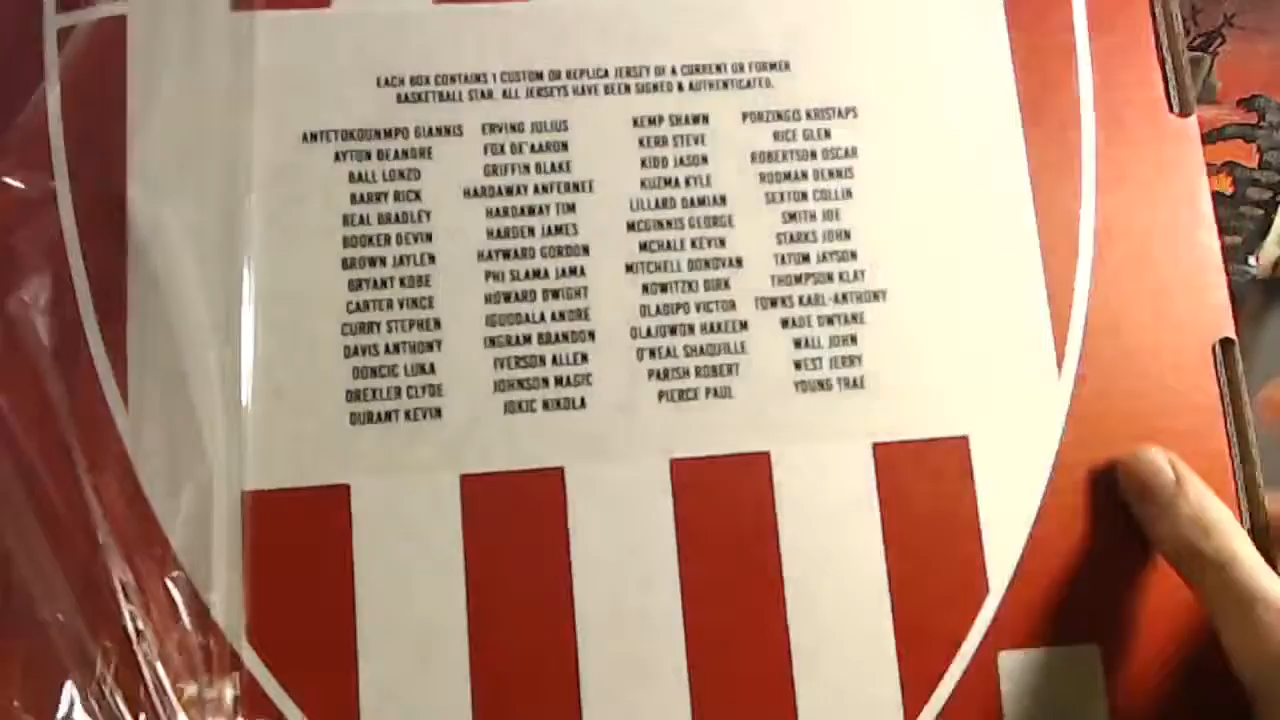 EACH BOX CONTAINS 1 CUSTOM OR REPLICA JERSEY OF A CURRENT OR FORMER
BASKETBALL STAR. ALL JERSEYS HAVE BEEN SIGNED & AUTHENTICATED.
ANTETOKOUNMPO GIANNIS
AYTON DEANDRE
BALL LONZO
BARRY RICK
BEAL BRADLEY
BOOKER DEVIN
BROWN JAYLEN
BRYANT KOBE
CARTER VINCE
CURRY STEPHEN
DAVIS ANTHONY
DONCIC LUKA
DREXLER CLYDE
DURANT KEVIN
ERVING JULIUS
FOX DE'AARON
GRIFFIN BLAKE
HARDAWAY ANFERNEE
HARDAWAY TIM
HARDEN JAMES
HAYWARD GORDON
PHI SLAMA JAMA
HOWARD DWIGHT
IGUODALA ANDRE
INGRAM BRANDON
IVERSON ALLEN
JOHNSON MAGIC
JOKIC NIKOLA
KEMP SHAWN
KERR STEVE
KIDD JASON
KUZMA KYLE
LILLARD DAMIAN
MCGINNIS GEORGE
MCHALE KEVIN
MITCHELL DONOVAN
NOWITZKI DIRK
OLADIPO VICTOR
OLAJUWON HAKEEM
O'NEAL SHAQUILLE
PARISH ROBERT
PIERCE PAUL
PORZINGIS KRISTAPS
RICE GLEN
ROBERTSON OSCAR
RODMAN DENNIS
SEXTON COLLIN
SMITH JOE
STARKS JOHN
TATUM JAYSON
THOMPSON KLAY
TOWNS KARL-ANTHONY
WADE DWYANE
WALL JOHN
WEST JERRY
YOUNG TRAE